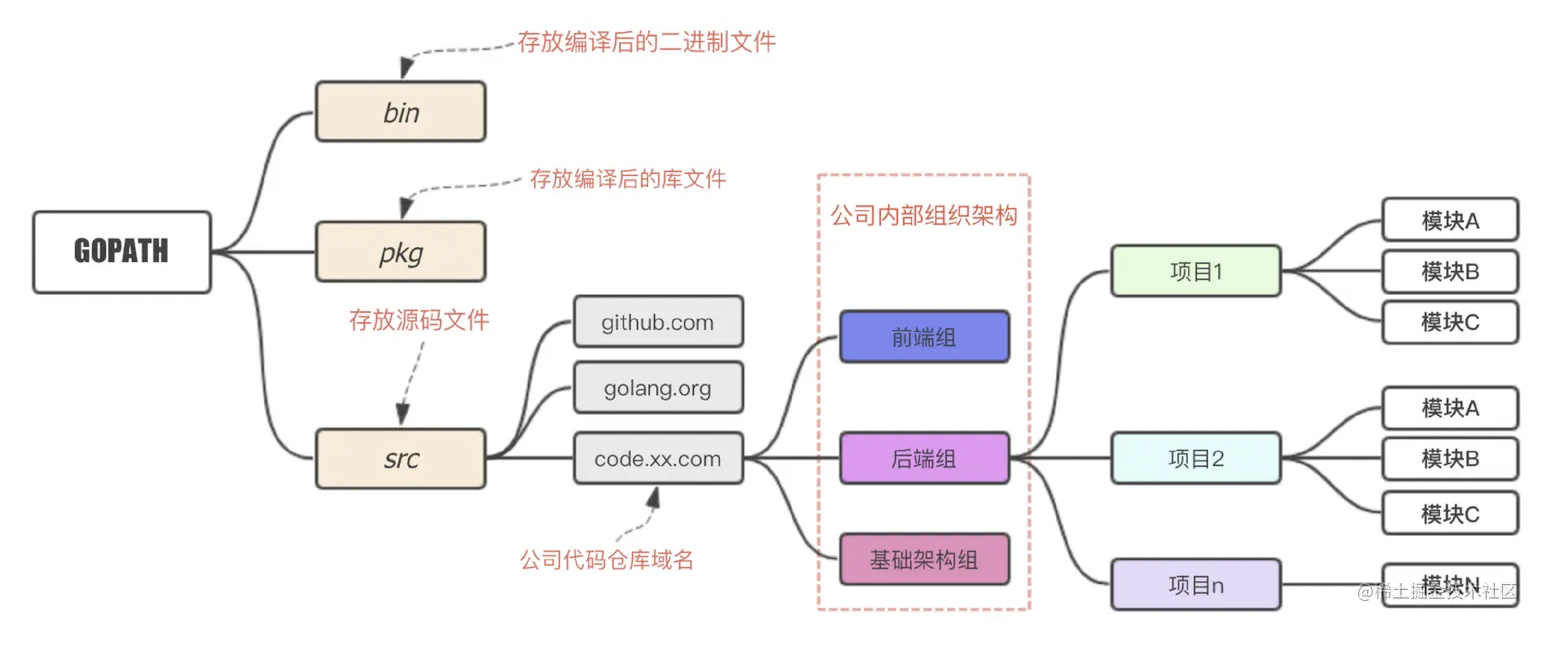 存放编译后的二进制文件
bin
存放编译后的库文件
pkg
GOPATH
存放源码文件
src
github.com
golang.org
code.xx.com
公司代码仓库域名
公司内部组织架构
前端组
后端组
基础架构组
项目1
模块A
模块B
模块C
项目2
模块A
模块B
模块C
项目n
模块N
@稀土掘金技术社区